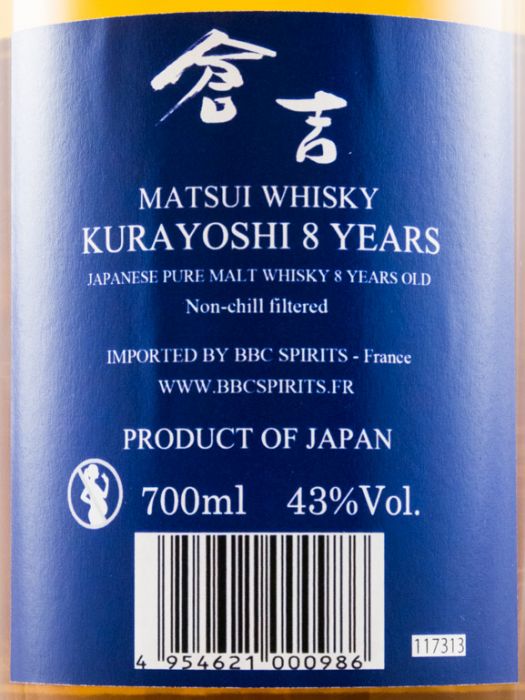 倉吉
MATSUI WHISKY
KURAYOSHI 8 YEARS
JAPANESE PURE MALT WHISKY 8 YEARS OLD
Non-chill filtered
IMPORTED BY BBC SPIRITS - France
WWW.BBCSPIRITS.FR
PRODUCT OF JAPAN
700ml 43%Vol.
4 954621 000986
117313